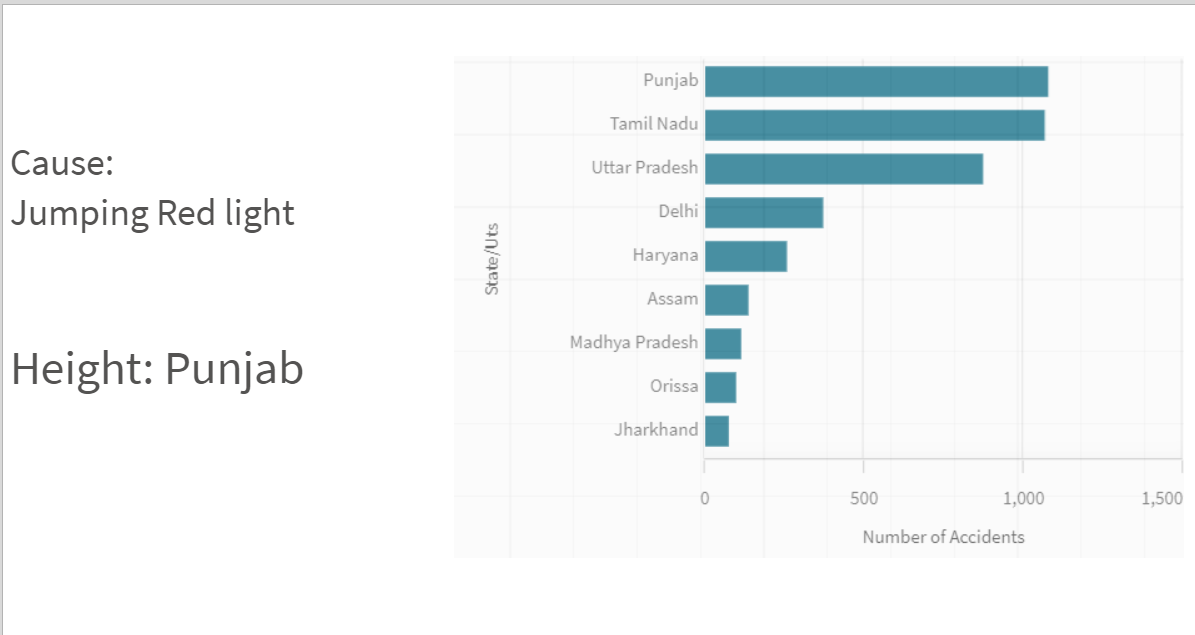 Cause:
Jumping Red light
Height: Punjab
State/Uts
Punjab
Tamil Nadu
Uttar Pradesh
Delhi
Haryana
Assam
Madhya Pradesh
Orissa
Jharkhand
0 500 1,000 1,500
Number of Accidents